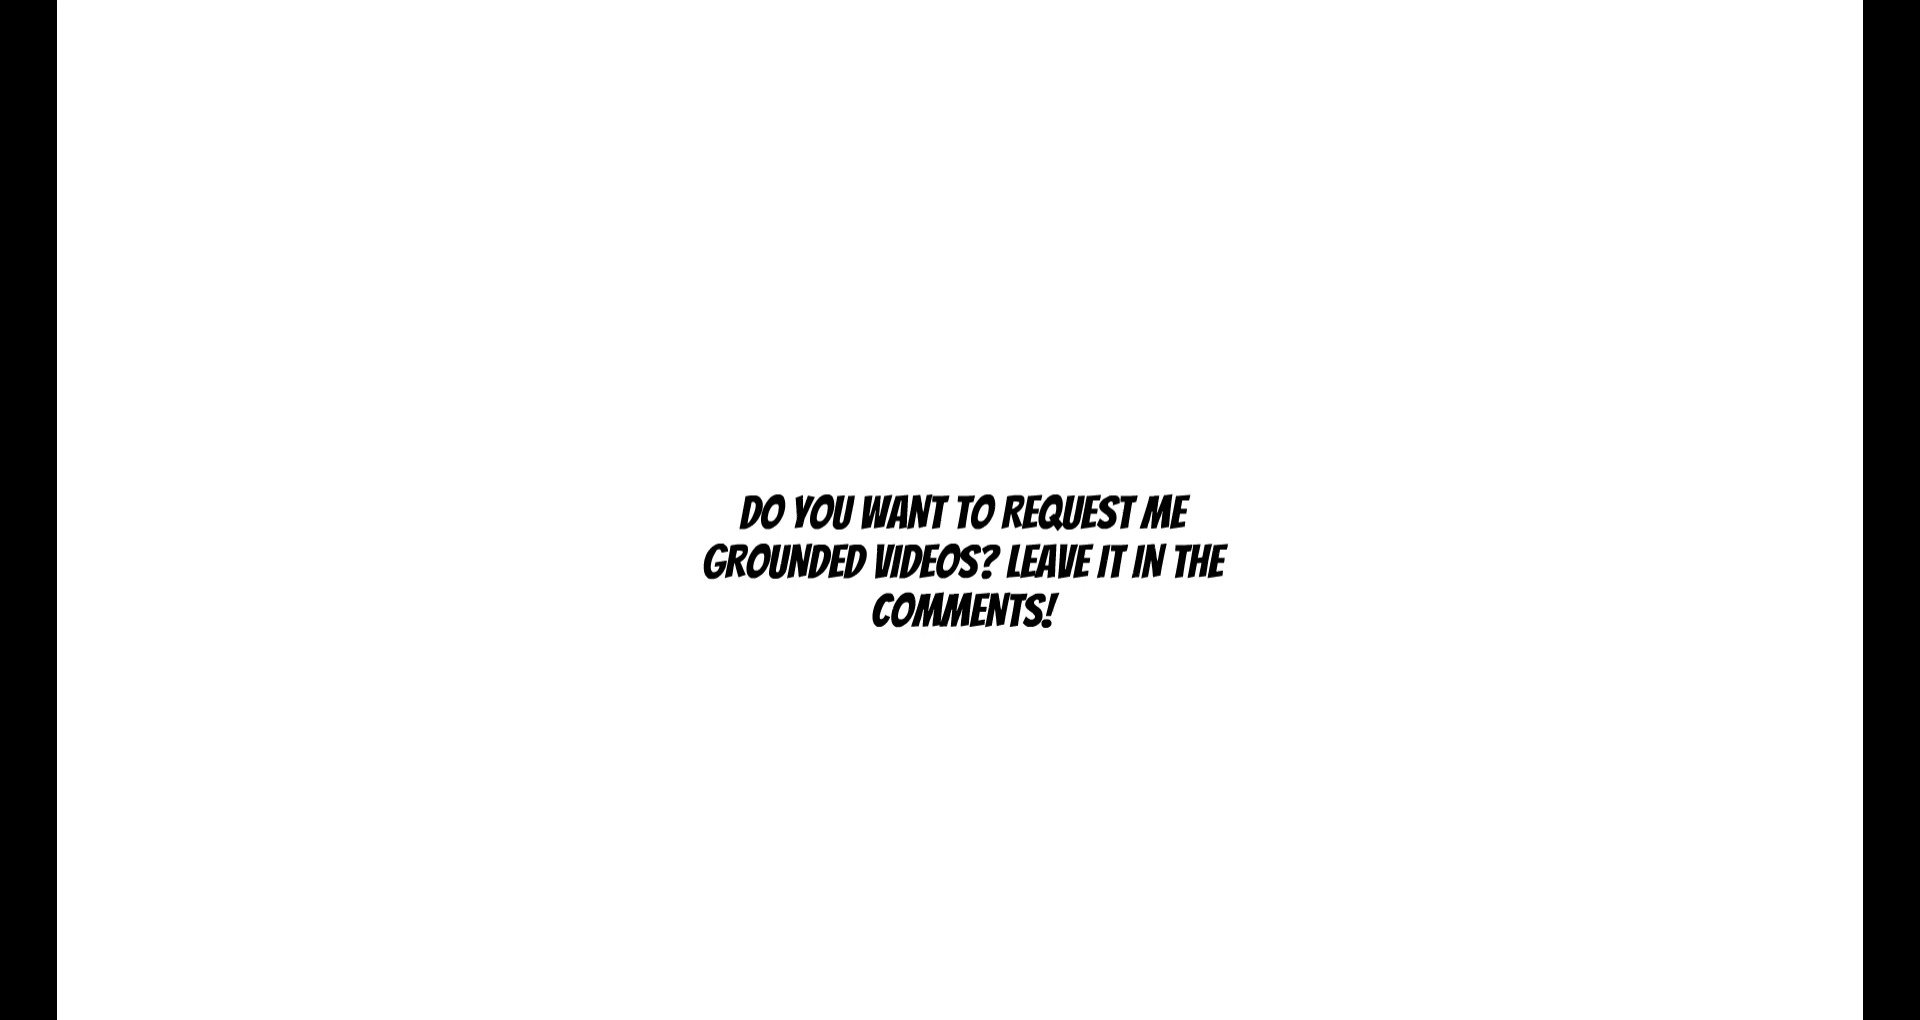 DO YOU WANT TO REQUEST ME
GROUNDED VIDEOS? LEAVE IT IN THE
COMMENTS!